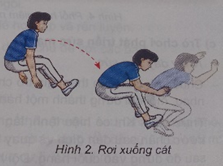 Hình 2. Rơi xuống cát